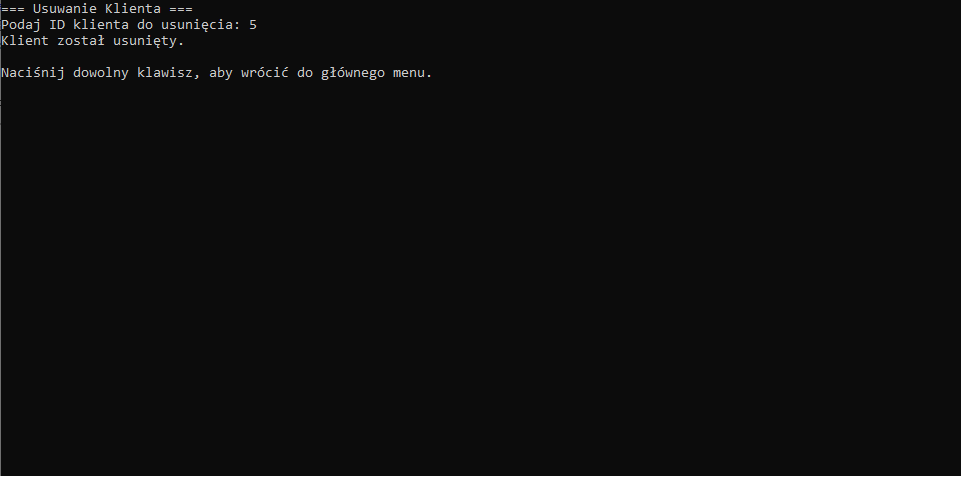 === Usuwanie Klienta ===
Podaj ID klienta do usunięcia: 5
Klient został usunięty.
Naciśnij dowolny klawisz, aby wrócić do głównego menu.